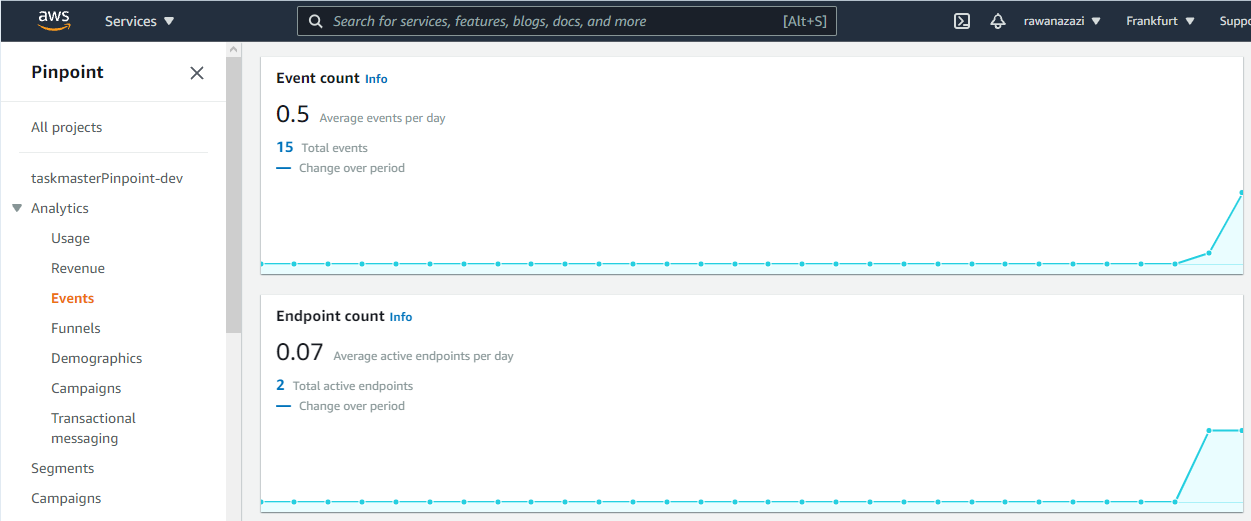 aws Services Search for services, features, blogs, docs, and more [Alt+S] rawanazazi Frankfurt Suppo
Pinpoint
All projects
taskmasterPinpoint-dev
Analytics
Usage
Revenue
Events
Funnels
Demographics
Campaigns
Transactional
messaging
Segments
Campaigns
Event count Info
0.5 Average events per day
15 Total events
Change over period
Endpoint count Info
0.07 Average active endpoints per day
2 Total active endpoints
Change over period